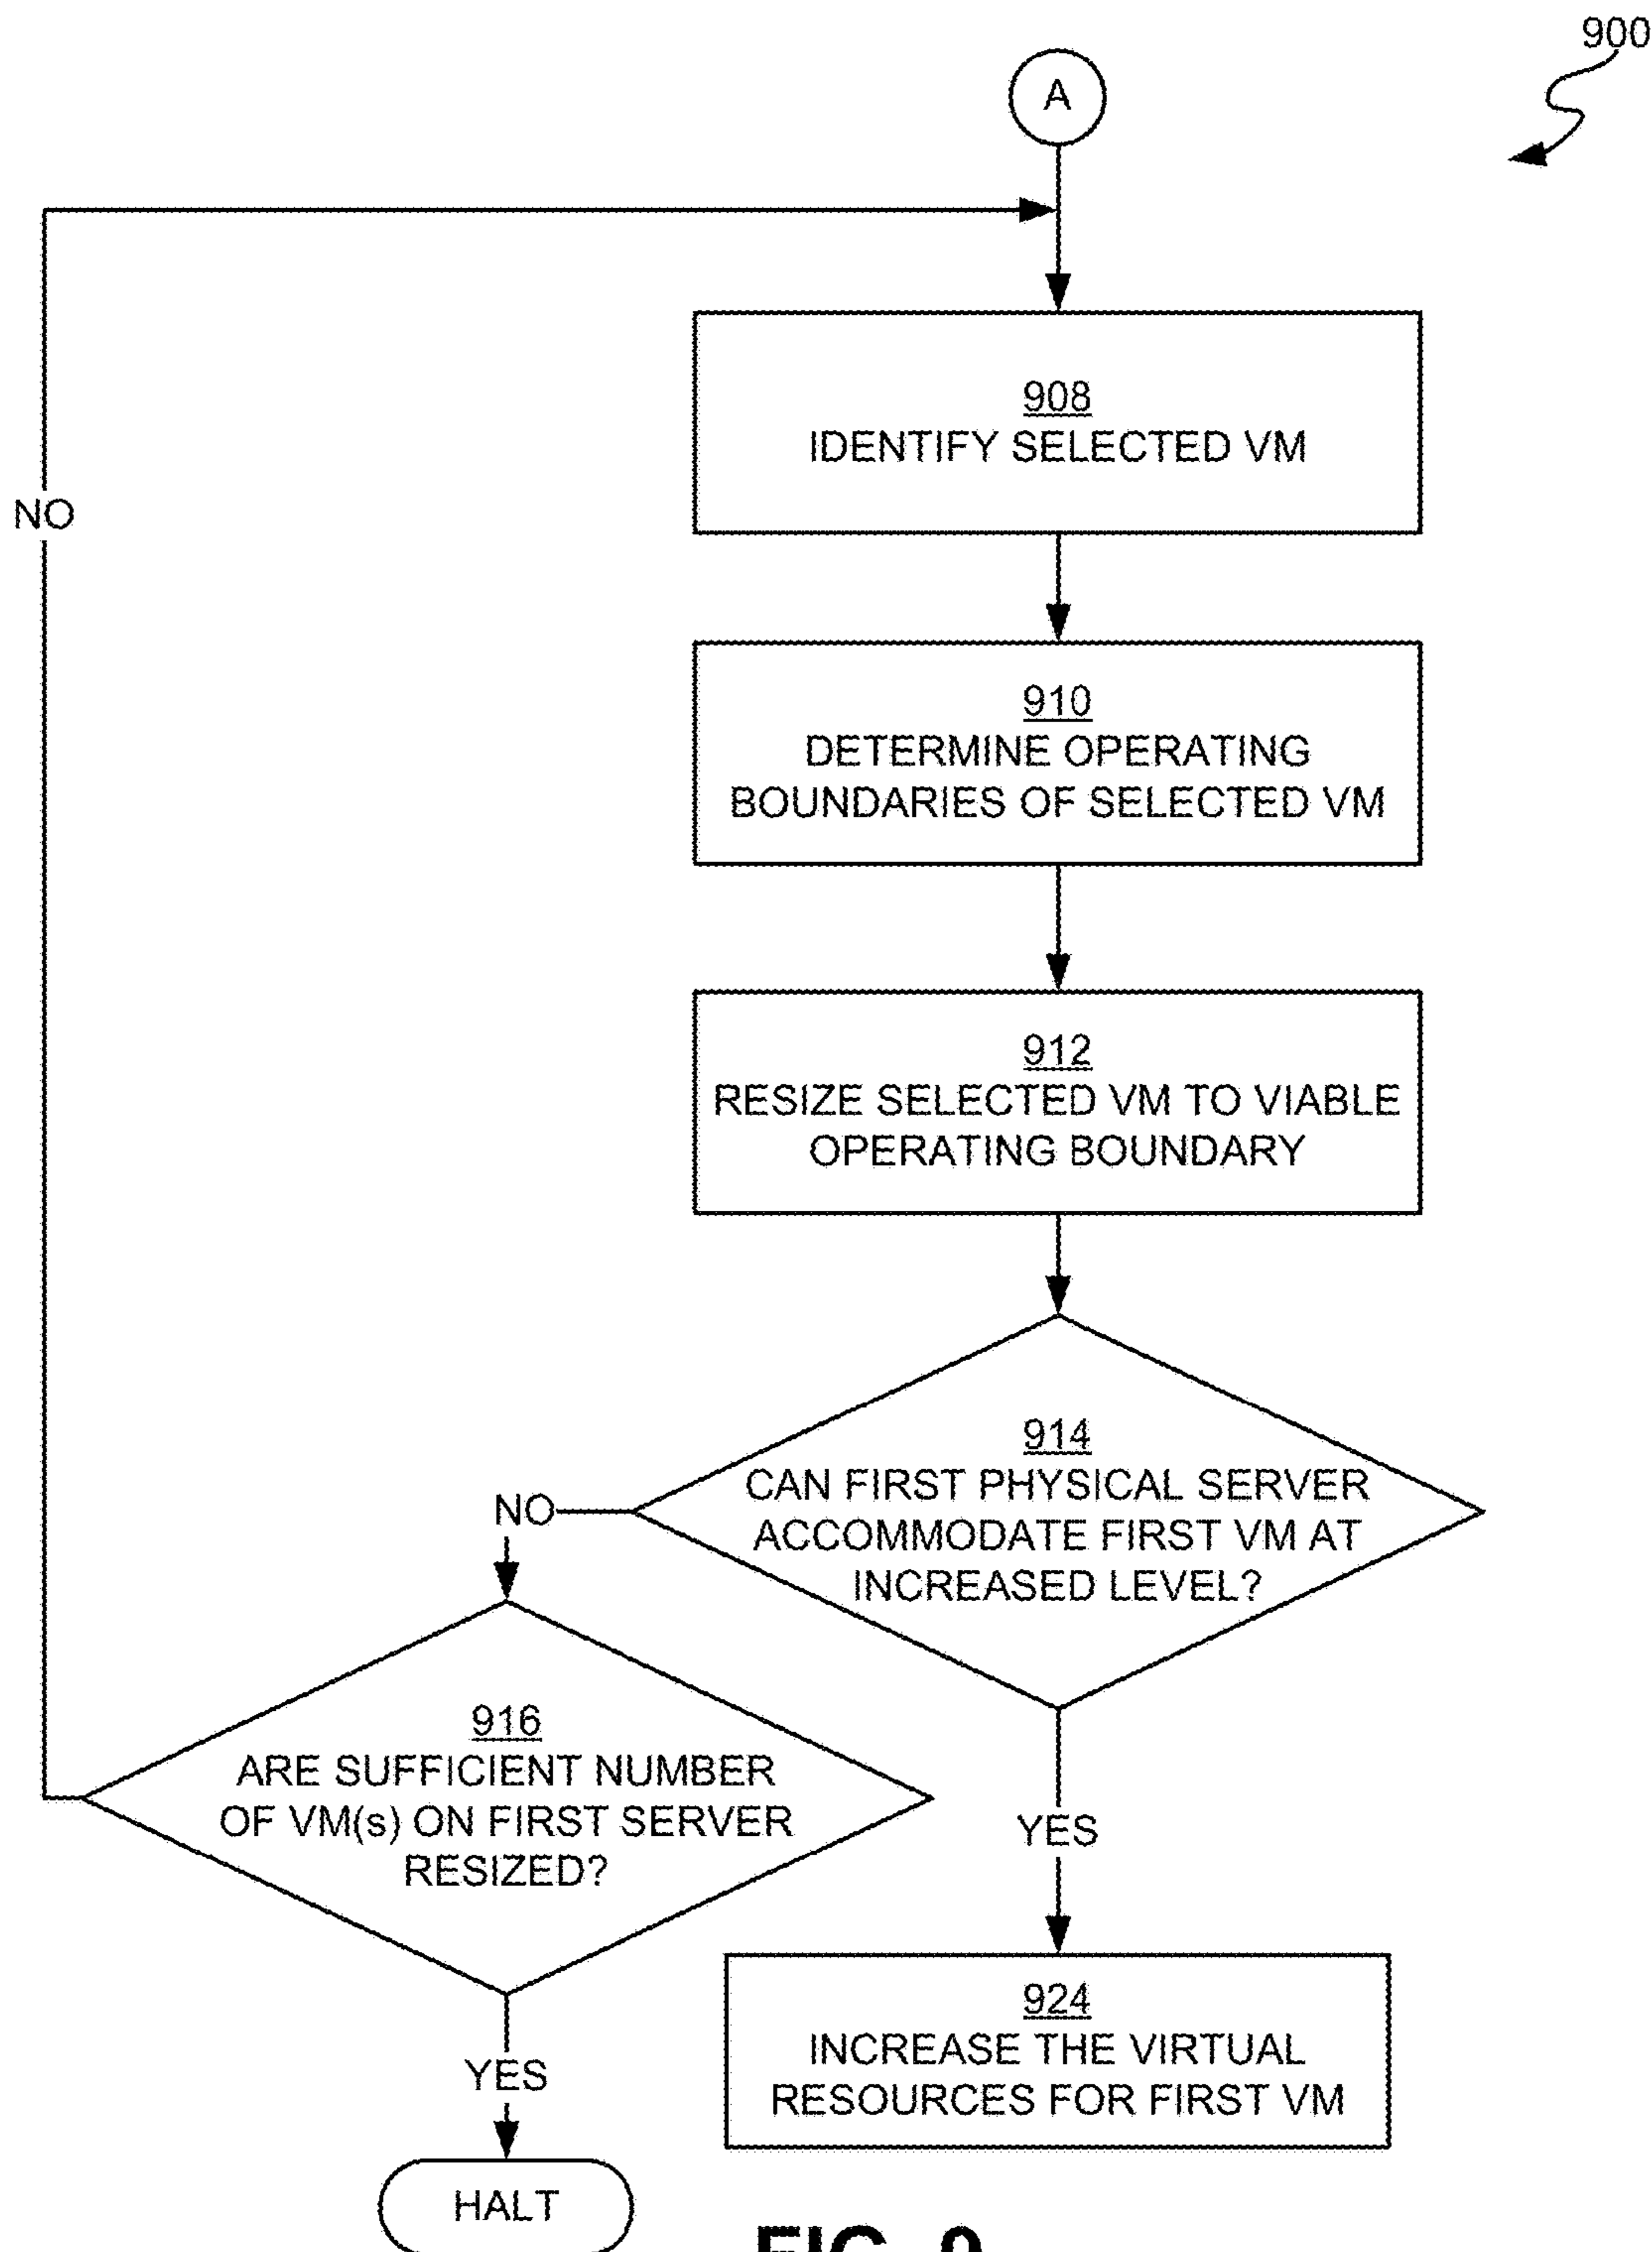 900
A
908
IDENTIFY SELECTED VM
NO
910
DETERMINE OPERATING
BOUNDARIES OF SELECTED VM
912
RESIZE SELECTED VM TO VIABLE
OPERATING BOUNDARY
914
CAN FIRST PHYSICAL SERVER
ACCOMMODATE FIRST VM AT
INCREASED LEVEL?
NO
916
ARE SUFFICIENT NUMBER
OF VM(s) ON FIRST SERVER
RESIZED?
YES
924
INCREASE THE VIRTUAL
RESOURCES FOR FIRST VM
YES
HALT
FIG. 9